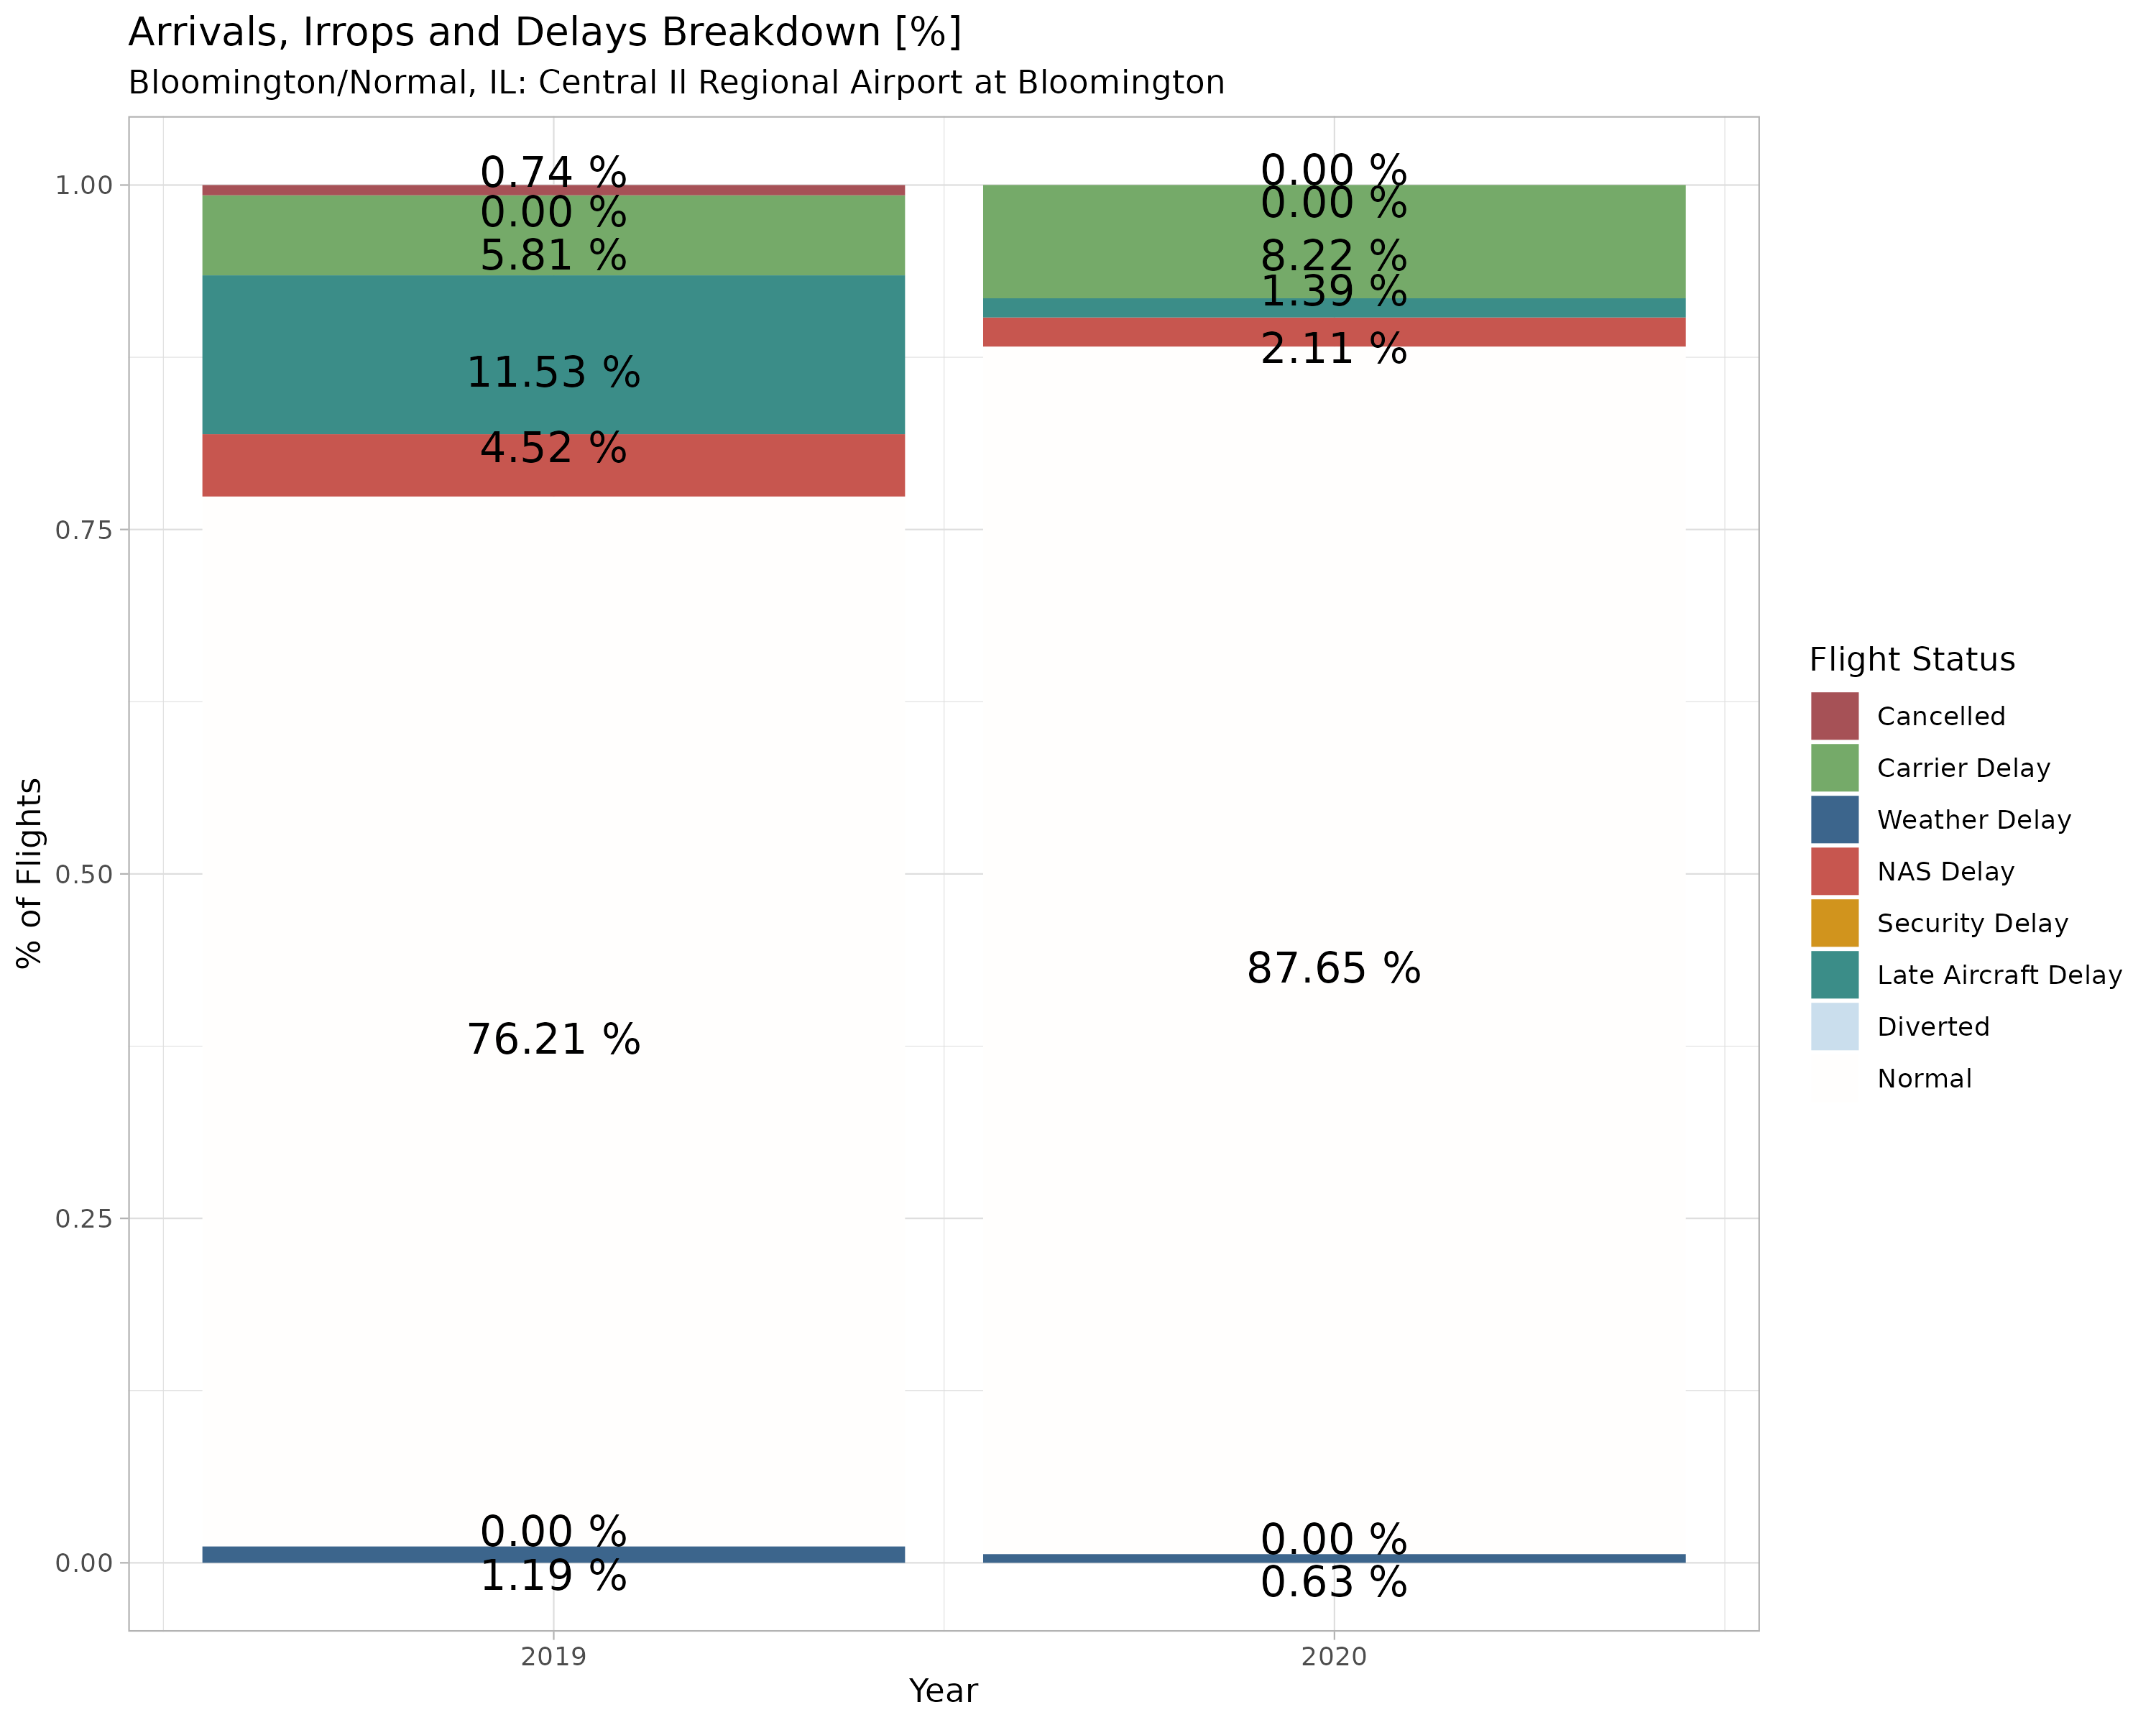 Arrivals, Irrops and Delays Breakdown [%]
Bloomington/Normal, IL: Central Il Regional Airport at Bloomington
% of Flights
1.00
0.75
0.50
0.25
0.00
0.74 %
0.00 %
5.81 %
11.53 %
4.52 %
76.21 %
0.00 %
1.19 %
0.00 %
0.00 %
8.22 %
1.39 %
2.11 %
87.65 %
0.00 %
0.63 %
2019
2020
Year
Flight Status
Cancelled
Carrier Delay
Weather Delay
NAS Delay
Security Delay
Late Aircraft Delay
Diverted
Normal